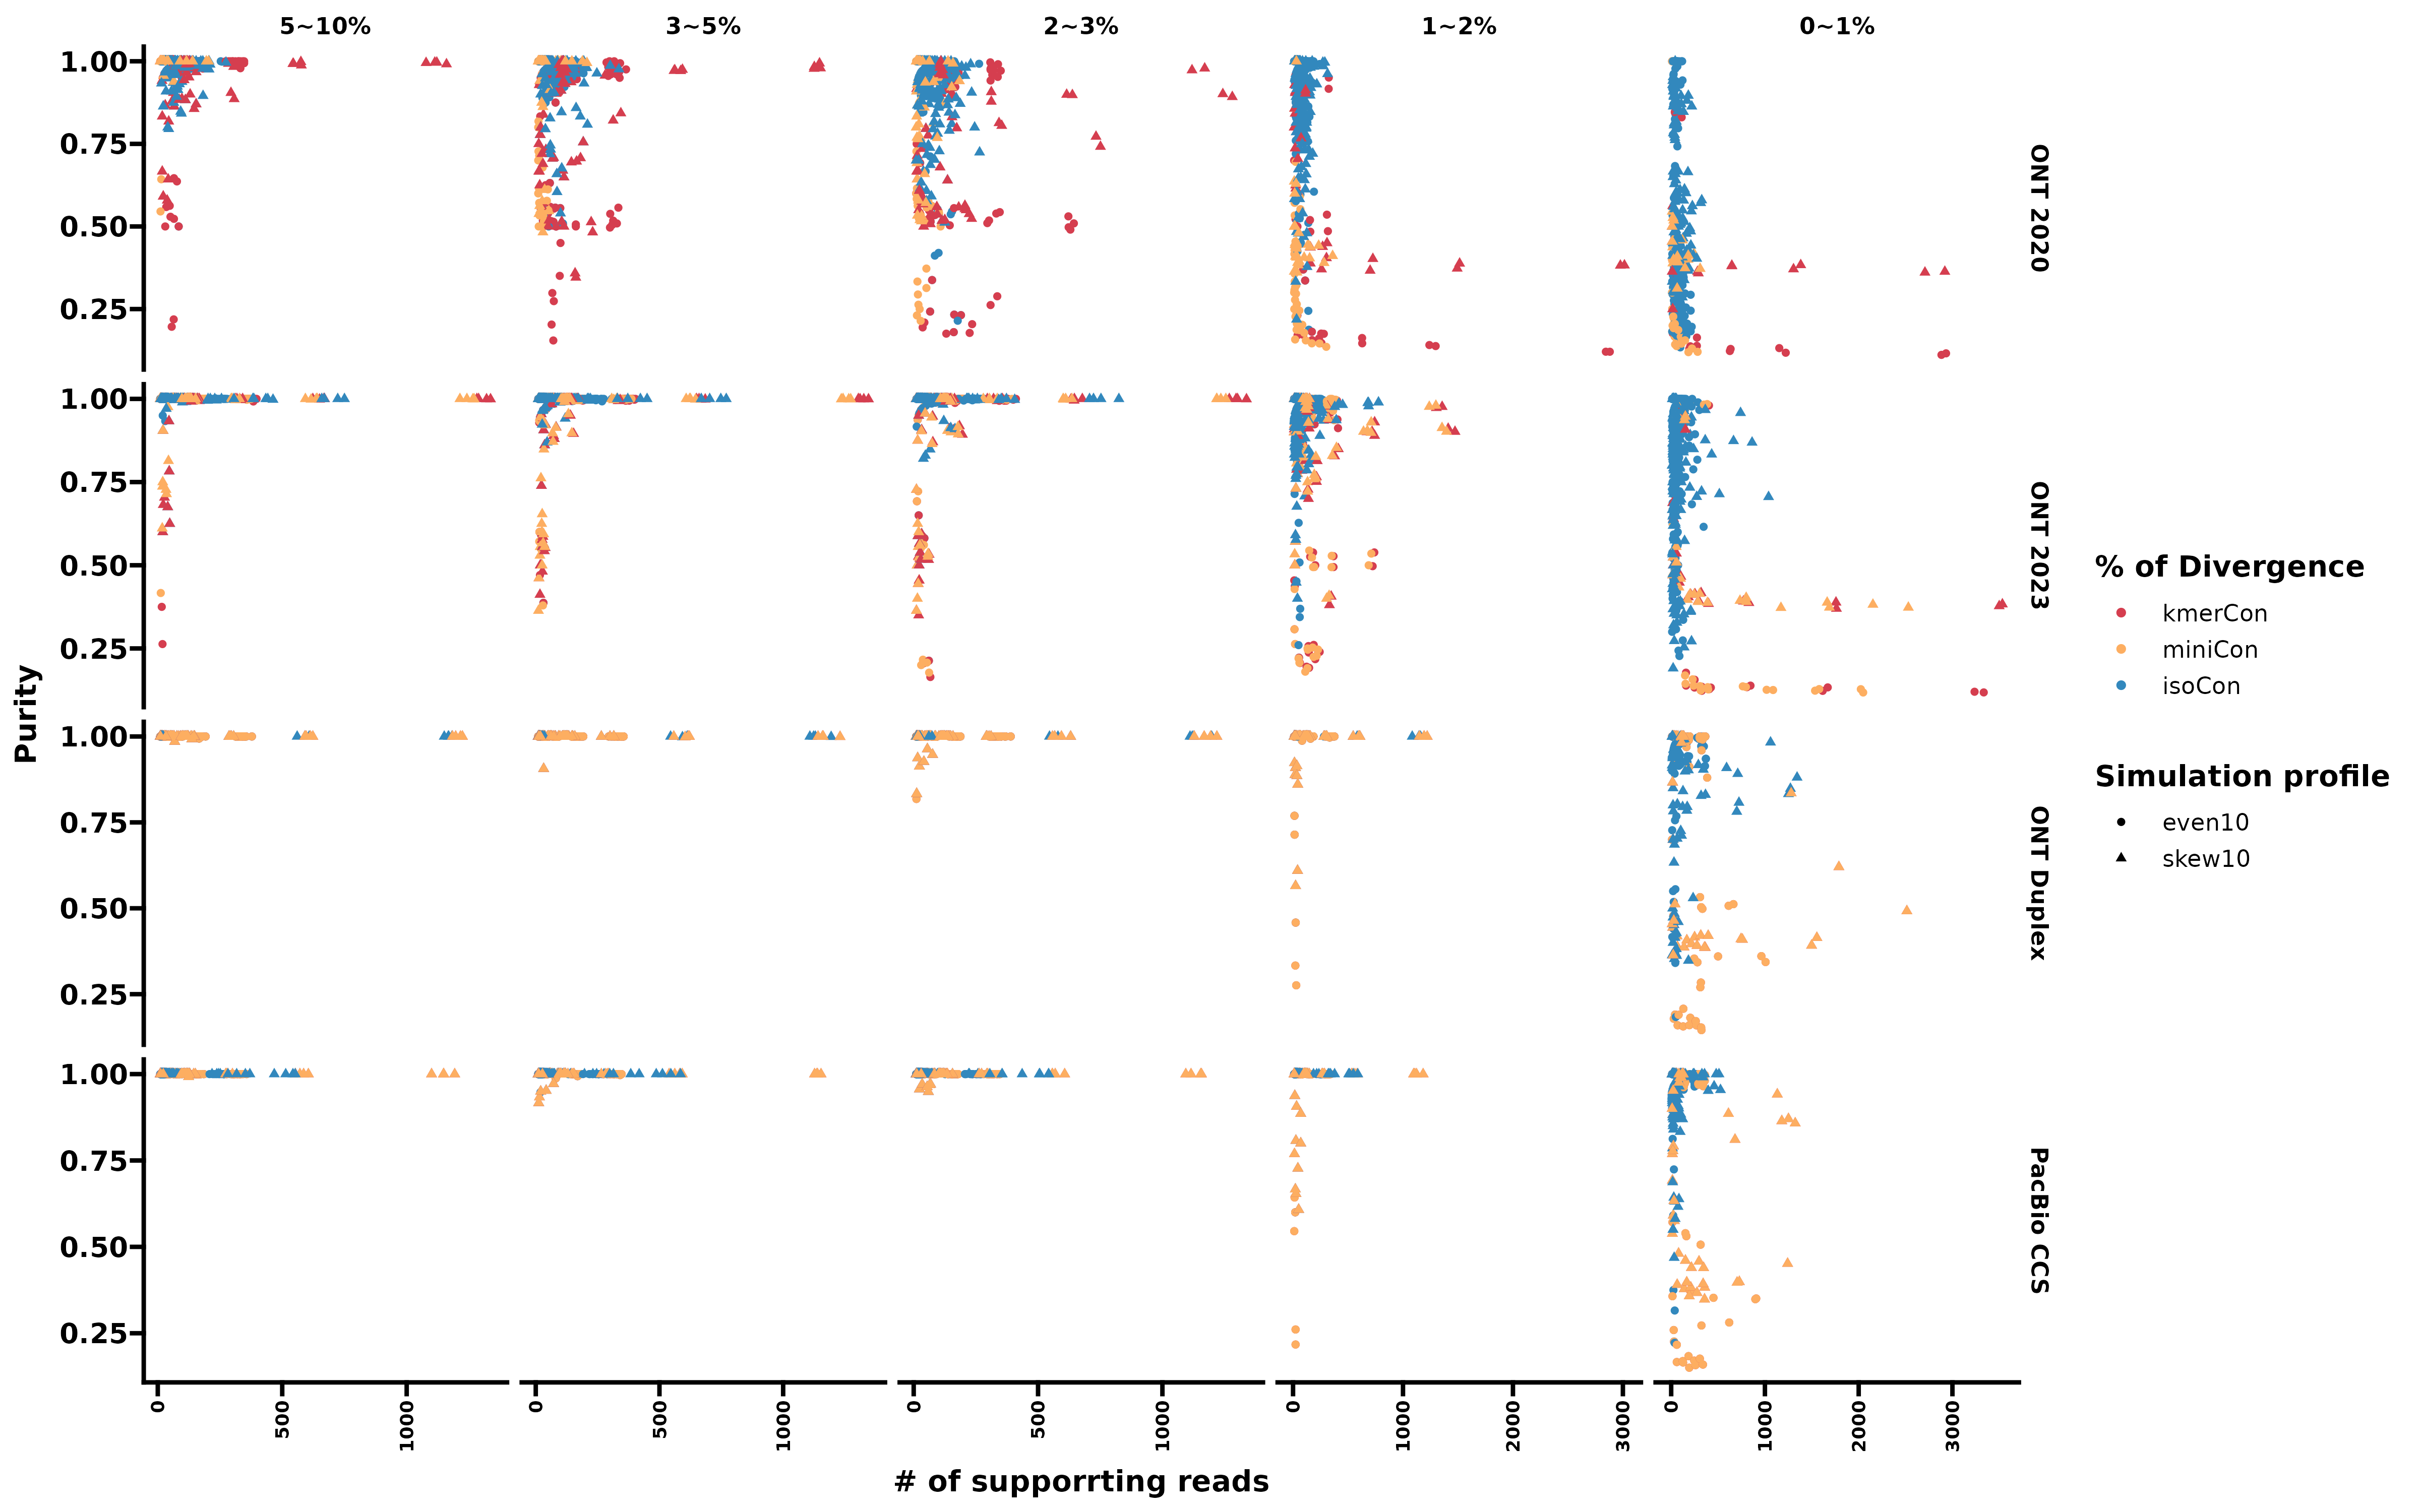 5~10% 3~5% 2~3% 1~2% 0~1%
1.00
0.75
0.50
0.25
ONT 2020
1.00
0.75
0.50
0.25
ONT 2023
1.00
0.75
0.50
0.25
ONT Duplex
1.00
0.75
0.50
0.25
PacBio CCS
Purity
0 500 1000 0 500 1000 0 500 1000 0 1000 2000 3000 0 1000 2000 3000
# of supporrting reads
% of Divergence
kmerCon
miniCon
isoCon
Simulation profile
even10
skew10